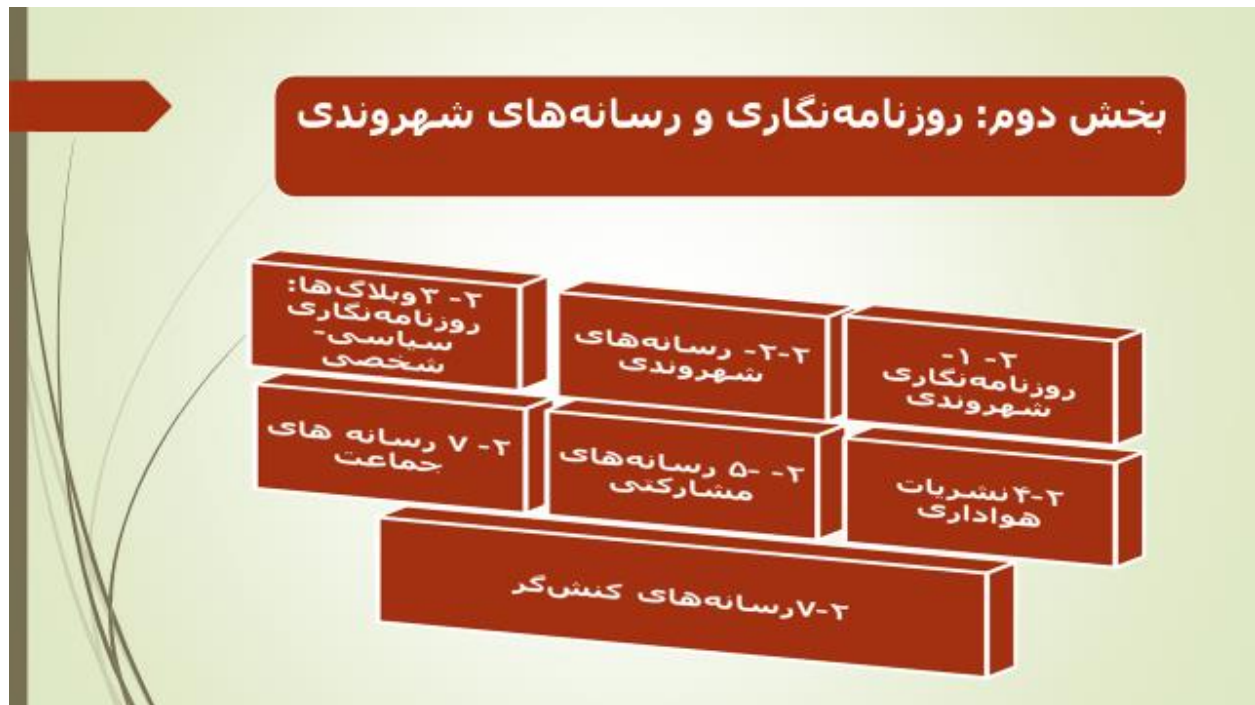 بخش دوم: روزنامه‌نگاری و رسانه‌های شهروندی
۲- ۱-
روزنامه‌نگاری
شهروندی
۲-۲- رسانه‌های
شهروندی
۲- ۳وبلاگ‌ها:
روزنامه‌نگاری
سیاسی-
شخصی
۲-۴نشریات
هواداری
۲- -۵ رسانه‌های
مشارکتی
۲- ۷ رسانه های
جماعت
۲-۷رسانه‌های کنش‌گر